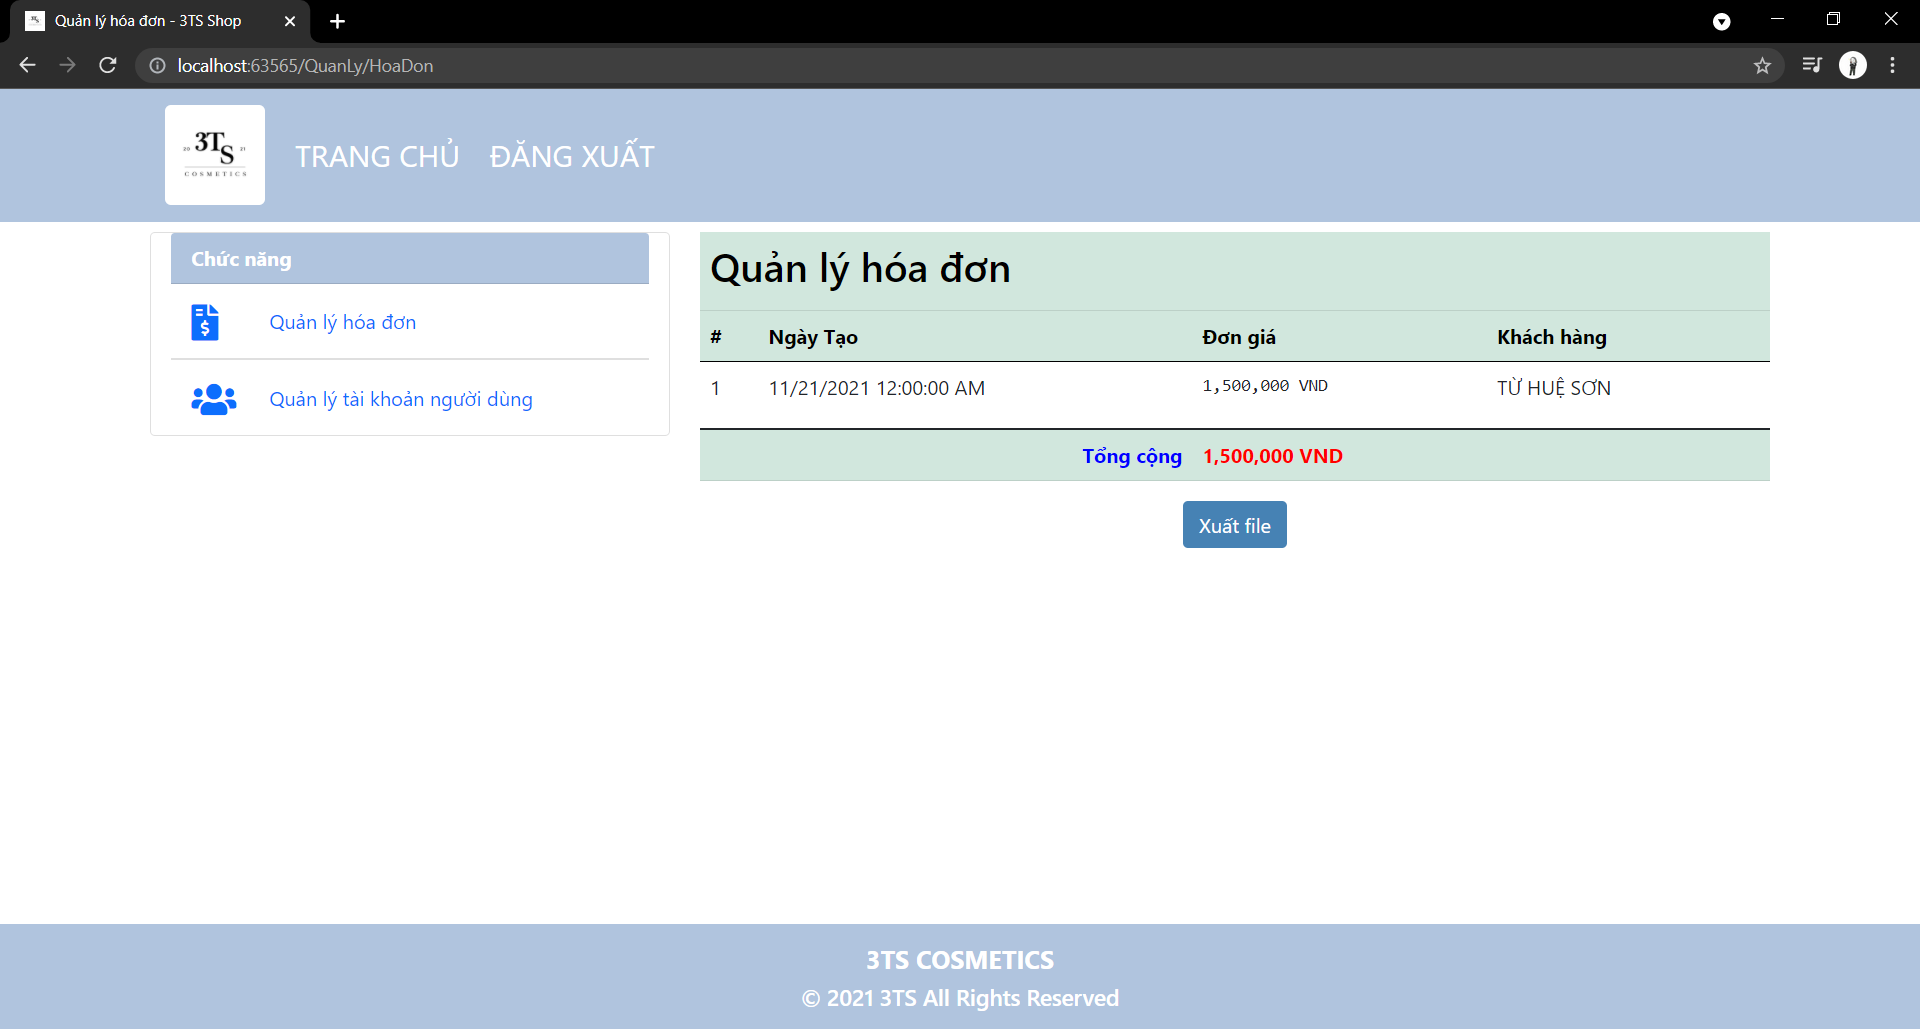 Quản lý hóa đơn - 3TS Shop
localhost:63565/QuanLy/HoaDon
20 3TS 21
COSMETICS
TRANG CHỦ ĐĂNG XUẤT
Chức năng
Quản lý hóa đơn
Quản lý tài khoản người dùng
Quản lý hóa đơn
# Ngày Tạo Đơn giá Khách hàng
1 11/21/2021 12:00:00 AM 1,500,000 VND TỪ HUỆ SƠN
Tổng cộng 1,500,000 VND
Xuất file
3TS COSMETICS
© 2021 3TS All Rights Reserved